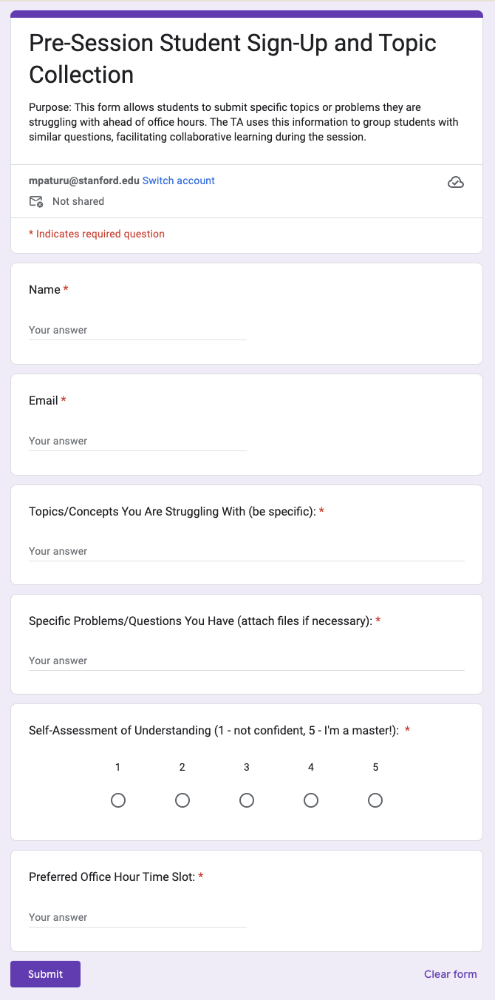 Pre-Session Student Sign-Up and Topic
Collection
Purpose: This form allows students to submit specific topics or problems they are
struggling with ahead of office hours. The TA uses this information to group students with
similar questions, facilitating collaborative learning during the session.
mpaturu@stanford.edu Switch account
Not shared
* Indicates required question
Name *
Your answer
Email *
Your answer
Topics/Concepts You Are Struggling With (be specific): *
Your answer
Specific Problems/Questions You Have (attach files if necessary): *
Your answer
Self-Assessment of Understanding (1 - not confident, 5 - I'm a master!): *
1 2 3 4 5
Preferred Office Hour Time Slot: *
Your answer
Submit Clear form